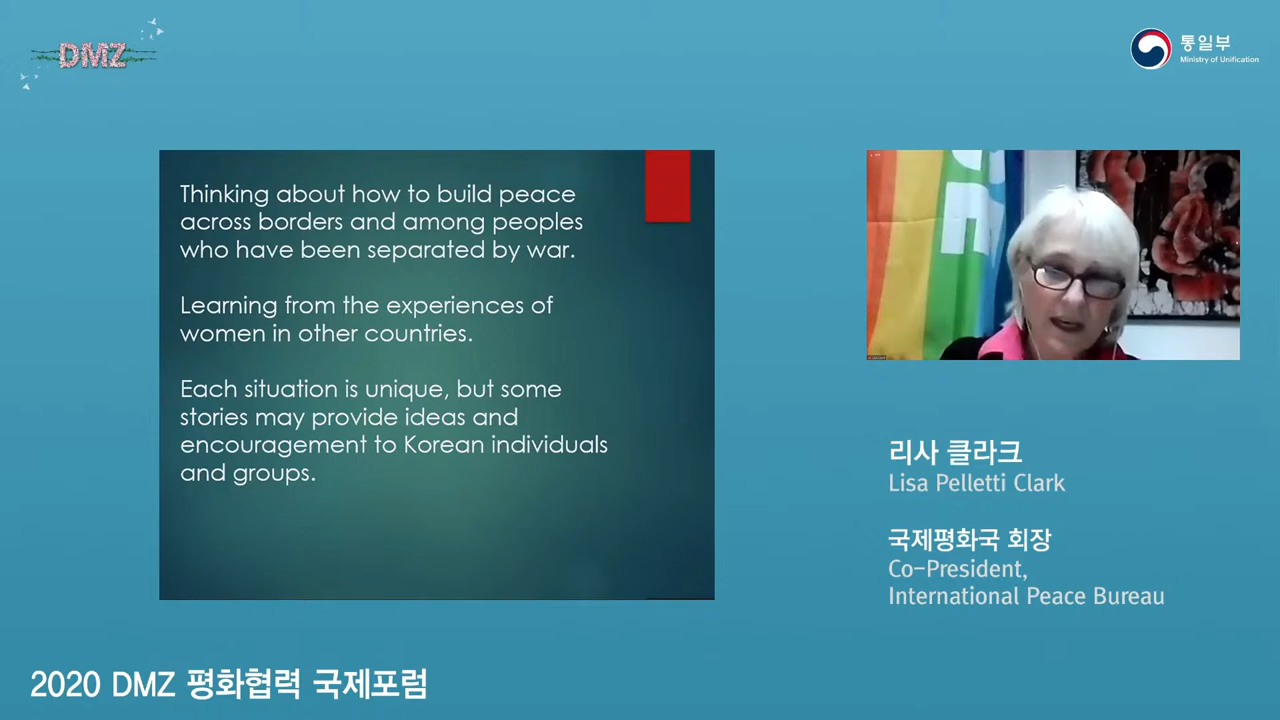 DMZ
통일부
Ministry of Unification
Thinking about how to build peace
across borders and among peoples
who have been separated by war.
Learning from the experiences of
women in other countries.
Each situation is unique, but some
stories may provide ideas and
encouragement to Korean individuals
and groups.
리사 클라크
Lisa Pelletti Clark
국제평화국 회장
Co-President,
International Peace Bureau
2020 DMZ 평화협력 국제포럼